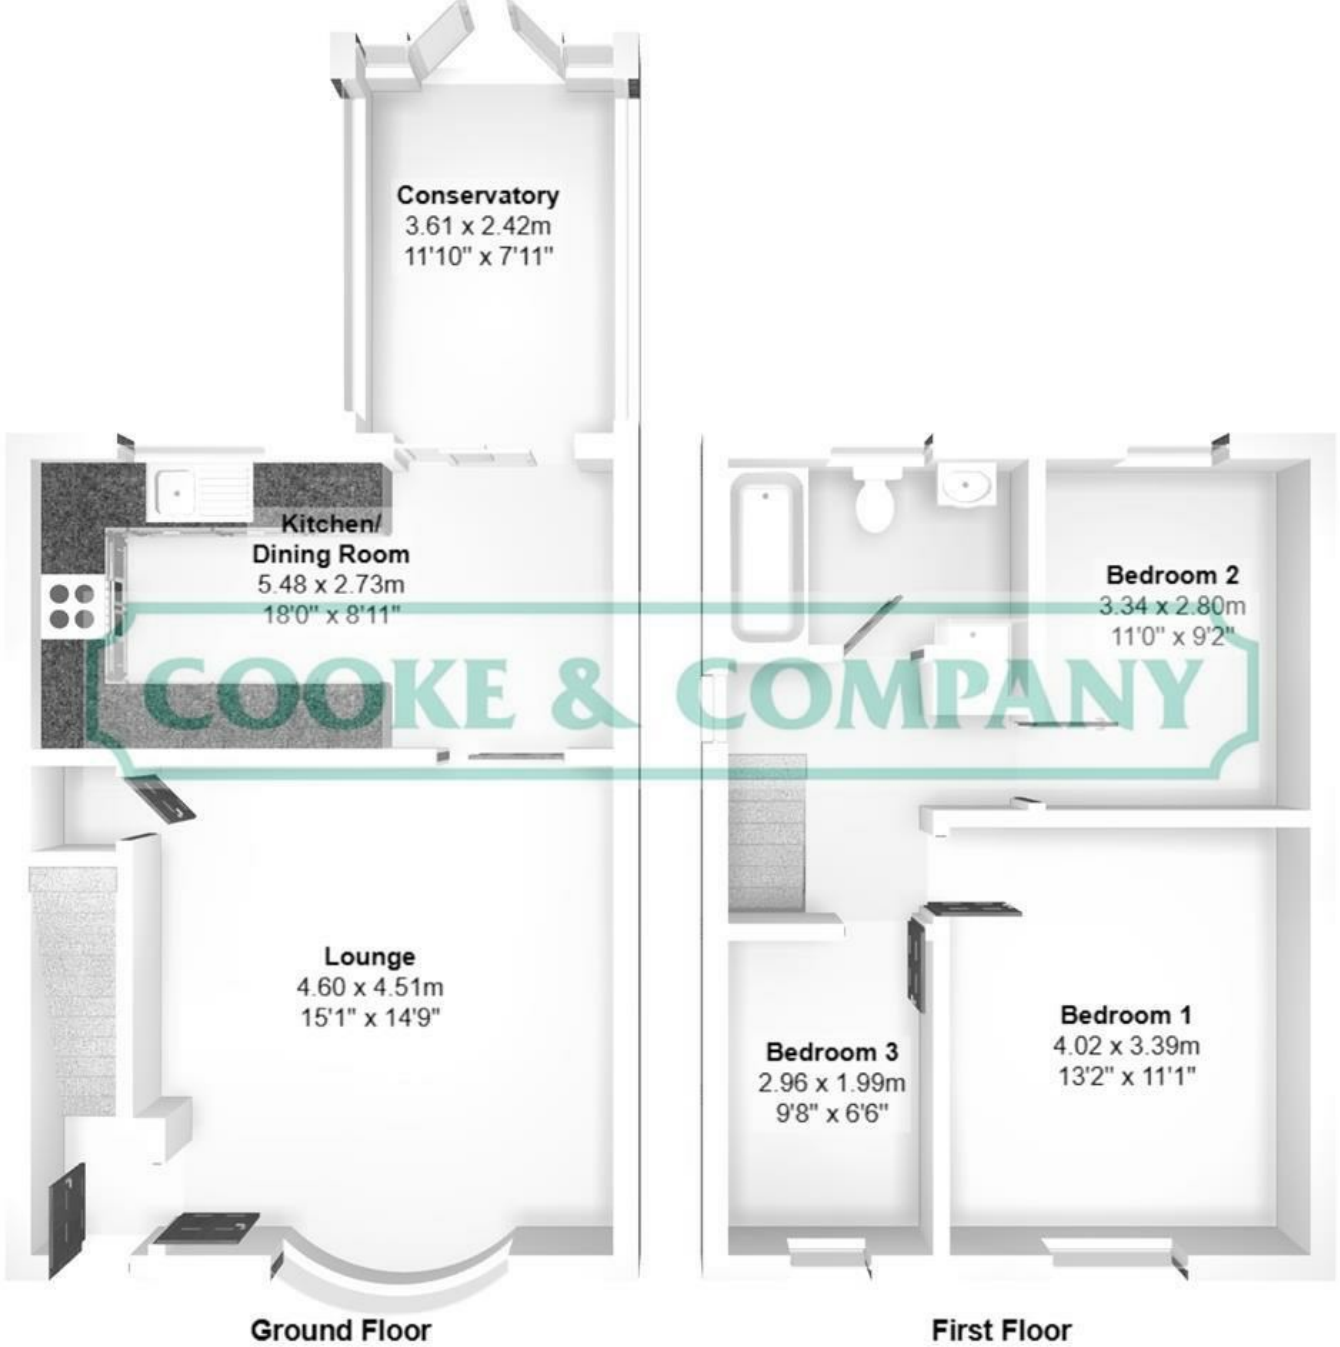 Conservatory
3.61 x 2.42m
11'10" x 7'11"
Kitchen/
Dining Room
5.48 x 2.73m
18'0" x 8'11"
Bedroom 2
3.34 x 2.80m
11'0" x 9'2"
COOKE & COMPANY
Lounge
4.60 x 4.51m
15'1" x 14'9"
Bedroom 3
2.96 x 1.99m
9'8" x 6'6"
Bedroom 1
4.02 x 3.39m
13'2" x 11'1"
Ground Floor
First Floor